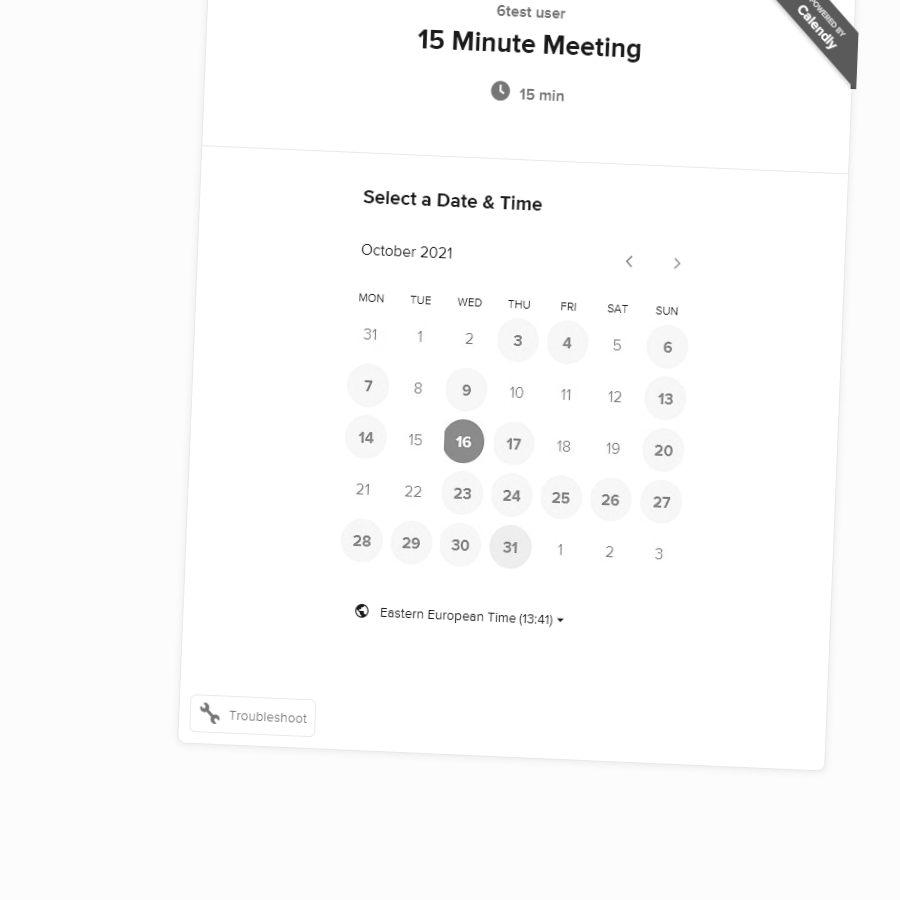 6test user
15 Minute Meeting
15 min
POWERED BY
Calendly
Select a Date & Time
October 2021
MON TUE WED THU FRI SAT SUN
31 1 2 3 4 5 6
7 8 9 10 11 12 13
14 15 16 17 18 19 20
21 22 23 24 25 26 27
28 29 30 31 1 2 3
Eastern European Time (13:41)
Troubleshoot